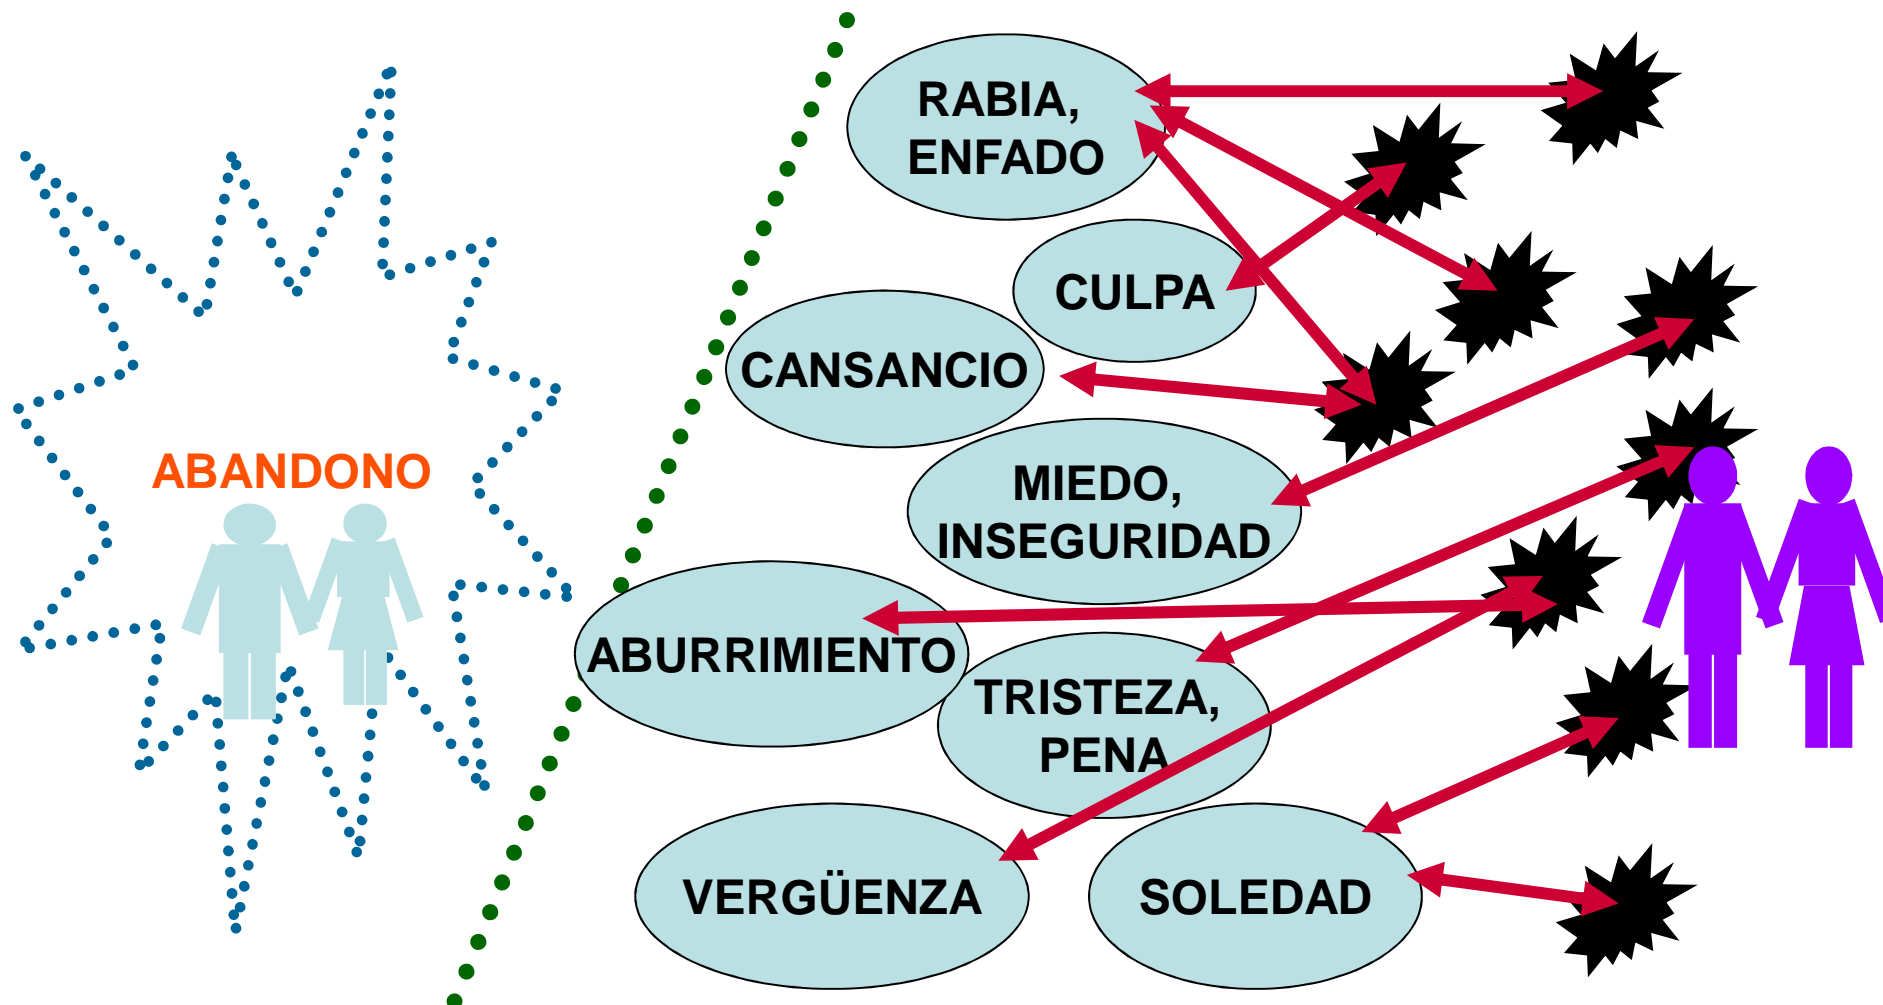 RABIA,
ENFADO
CULPA
CANSANCIO
ABANDONO
MIEDO,
INSEGURIDAD
ABURRIMIENTO
TRISTEZA,
PENA
VERGÜENZA
SOLEDAD